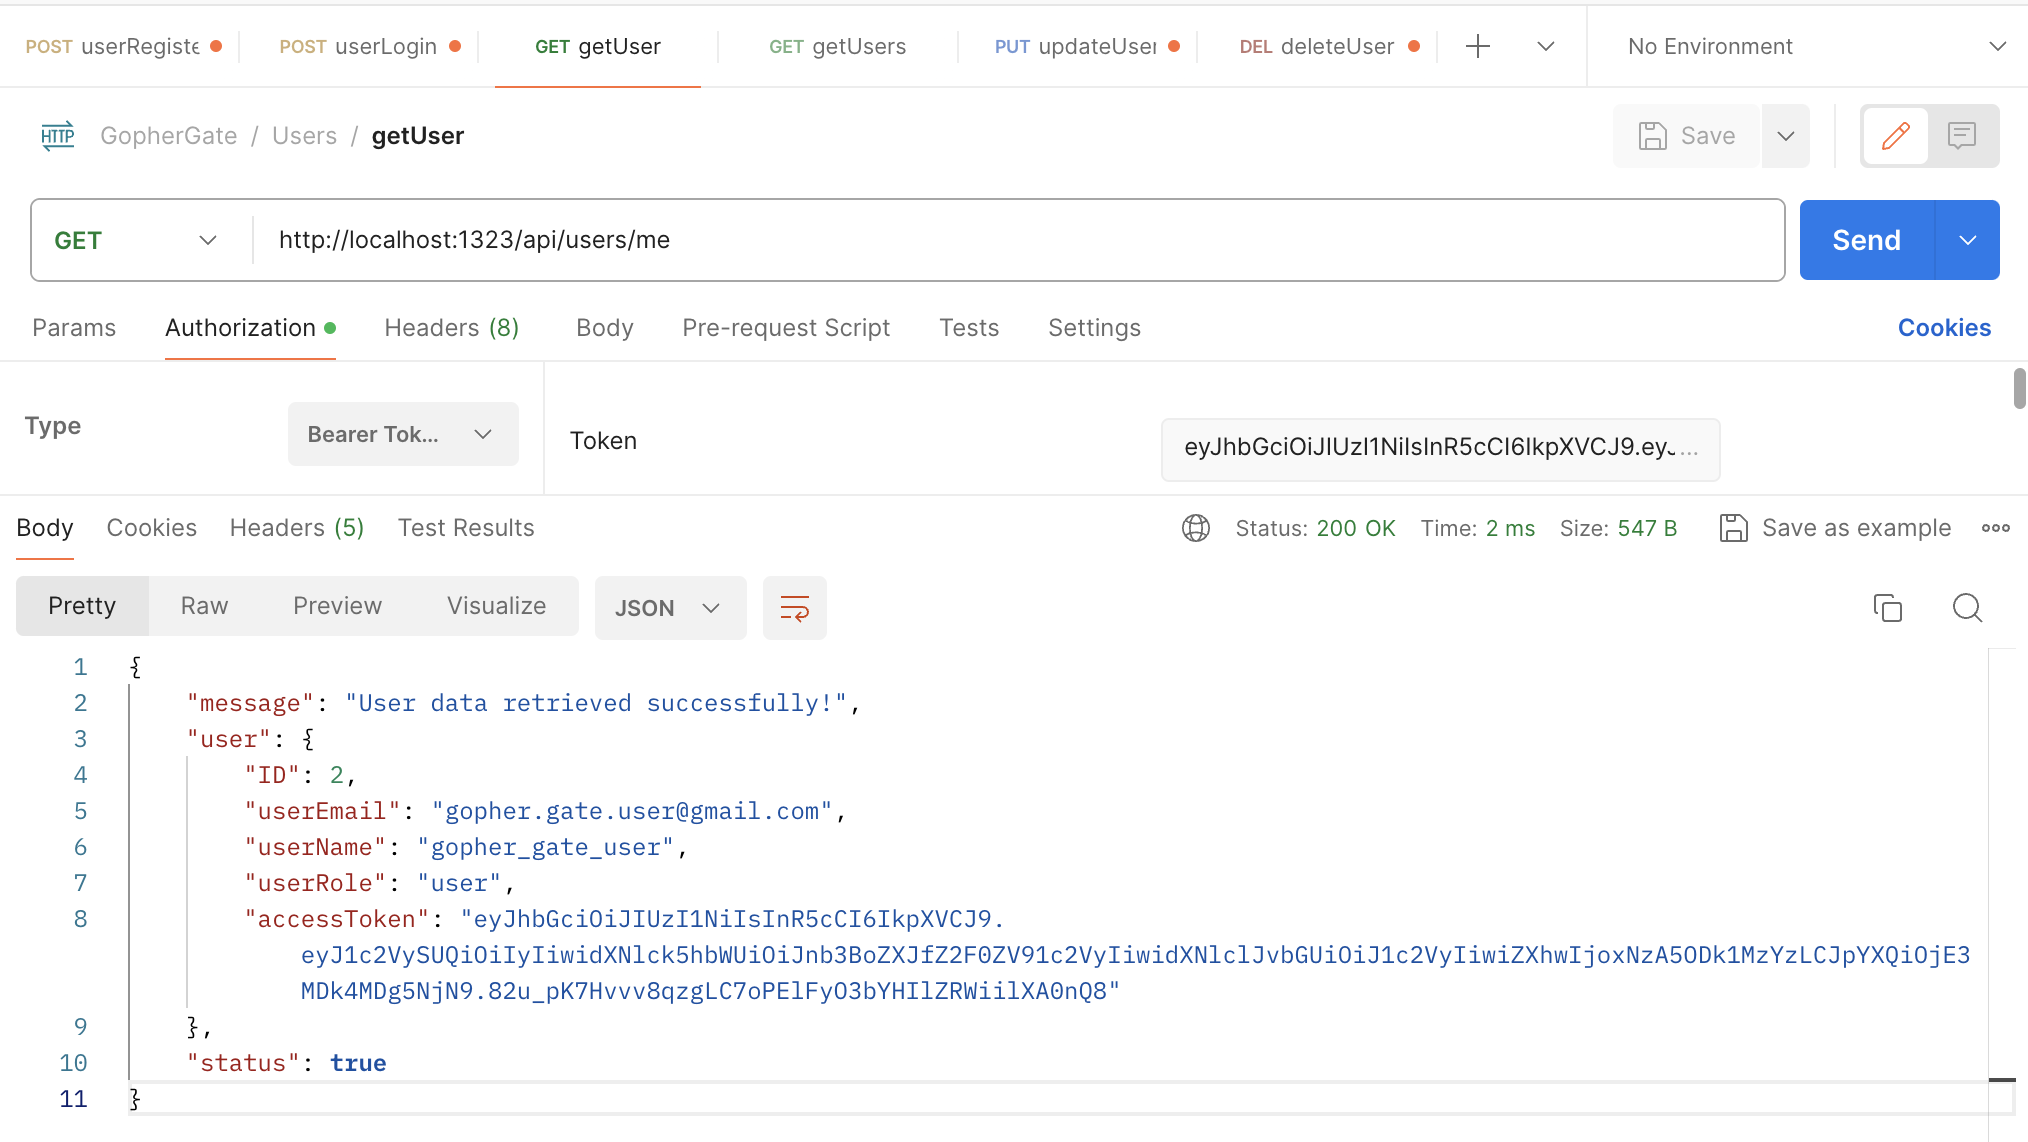 POST userRegiste
POST userLogin
GET getUser
GET getUsers
PUT updateUser
DEL deleteUser
No Environment
HTTP GopherGate / Users / getUser
Save
GET http://localhost:1323/api/users/me
Send
Params Authorization Headers (8) Body Pre-request Script Tests Settings Cookies
Type Bearer Tok... Token eyJhbGciOiJIUzI1NiIsInR5cCI6IkpXVCJ9.eyJ...
Body Cookies Headers (5) Test Results Status: 200 OK Time: 2 ms Size: 547 B Save as example
Pretty Raw Preview Visualize JSON
1 {
2 "message": "User data retrieved successfully!",
3 "user": {
4 "ID": 2,
5 "userEmail": "gopher.gate.user@gmail.com",
6 "userName": "gopher_gate_user",
7 "userRole": "user",
8 "accessToken": "eyJhbGciOiJIUzI1NiIsInR5cCI6IkpXVCJ9.
eyJ1c2VySUQiOiIyIiwidXNlck5hbWUiOiJnb3BoZXJfZ2F0ZV91c2VyIiwidXNlclJvbGUiOiJ1c2VyIiwiZXhwIjoxNzA5ODk1MzYzLCJpYXQiOjE3
MDk4MDg5NjN9.82u_pK7Hvvv8qzgLC7oPElFyO3bYHIlZRWiilXA0nQ8"
9 },
10 "status": true
11 }